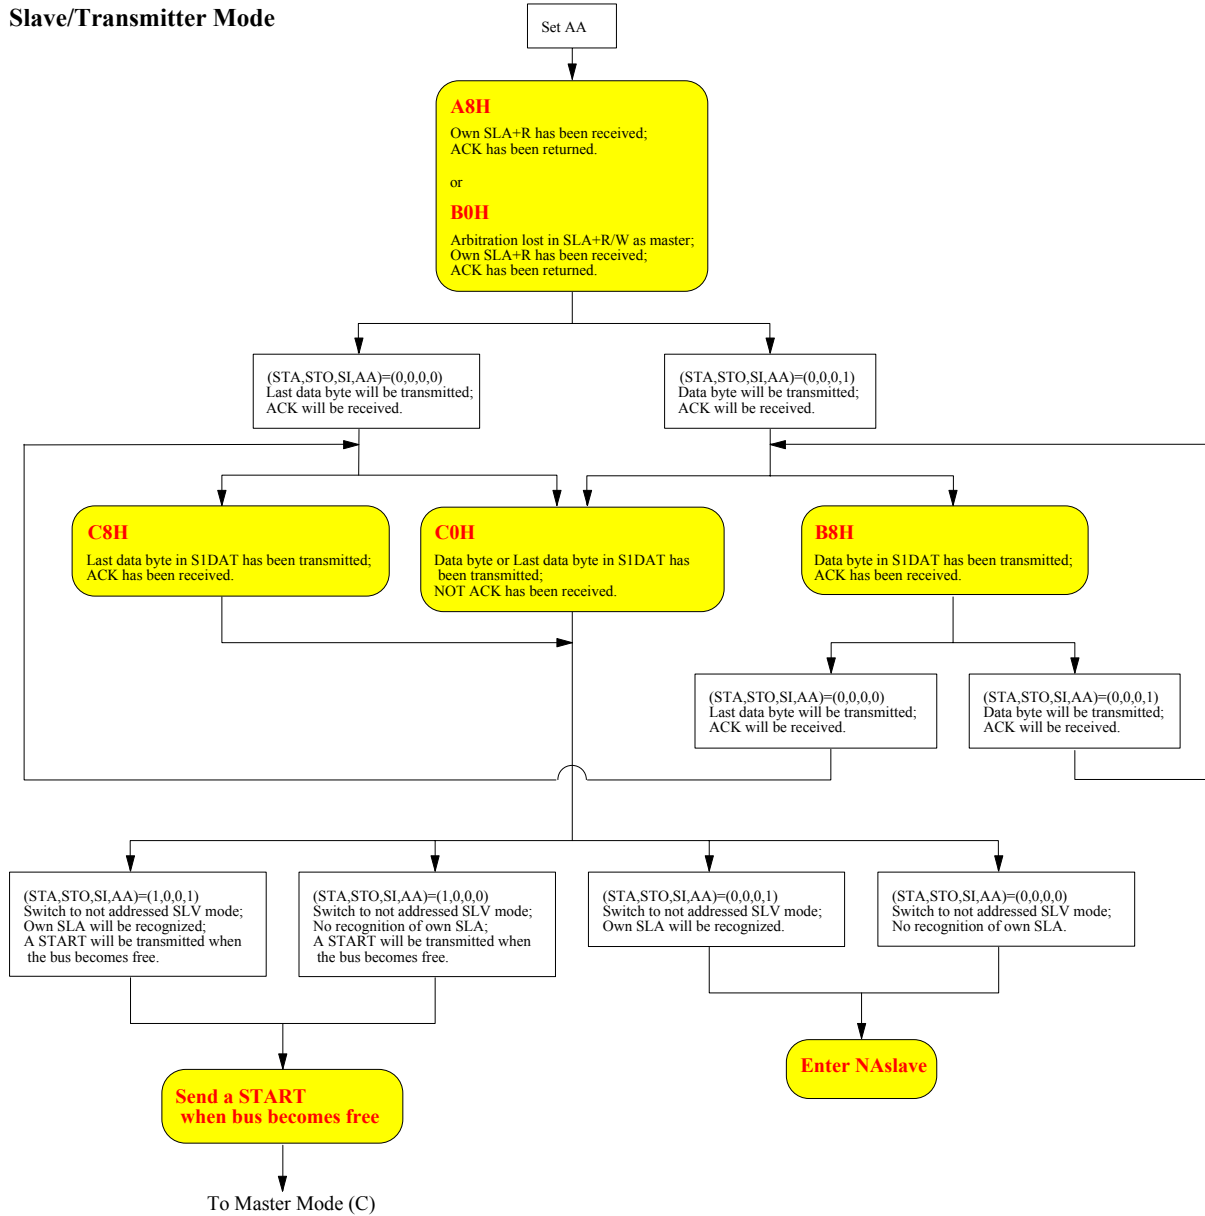 Slave/Transmitter Mode
Set AA
A8H
Own SLA+R has been received;
ACK has been returned.
or
B0H
Arbitration lost in SLA+R/W as master;
Own SLA+R has been received;
ACK has been returned.
(STA,STO,SI,AA)=(0,0,0,0)
Last data byte will be transmitted;
ACK will be received.
(STA,STO,SI,AA)=(0,0,0,1)
Data byte will be transmitted;
ACK will be received.
C8H
Last data byte in S1DAT has been transmitted;
ACK has been received.
C0H
Data byte or Last data byte in S1DAT has
been transmitted;
NOT ACK has been received.
B8H
Data byte in S1DAT has been transmitted;
ACK has been received.
(STA,STO,SI,AA)=(0,0,0,0)
Last data byte will be transmitted;
ACK will be received.
(STA,STO,SI,AA)=(0,0,0,1)
Data byte will be transmitted;
ACK will be received.
(STA,STO,SI,AA)=(1,0,0,1)
Switch to not addressed SLV mode;
Own SLA will be recognized;
A START will be transmitted when
the bus becomes free.
(STA,STO,SI,AA)=(1,0,0,0)
Switch to not addressed SLV mode;
No recognition of own SLA;
A START will be transmitted when
the bus becomes free.
(STA,STO,SI,AA)=(0,0,0,1)
Switch to not addressed SLV mode;
Own SLA will be recognized.
(STA,STO,SI,AA)=(0,0,0,0)
Switch to not addressed SLV mode;
No recognition of own SLA.
Send a START
when bus becomes free
Enter NAslave
To Master Mode (C)